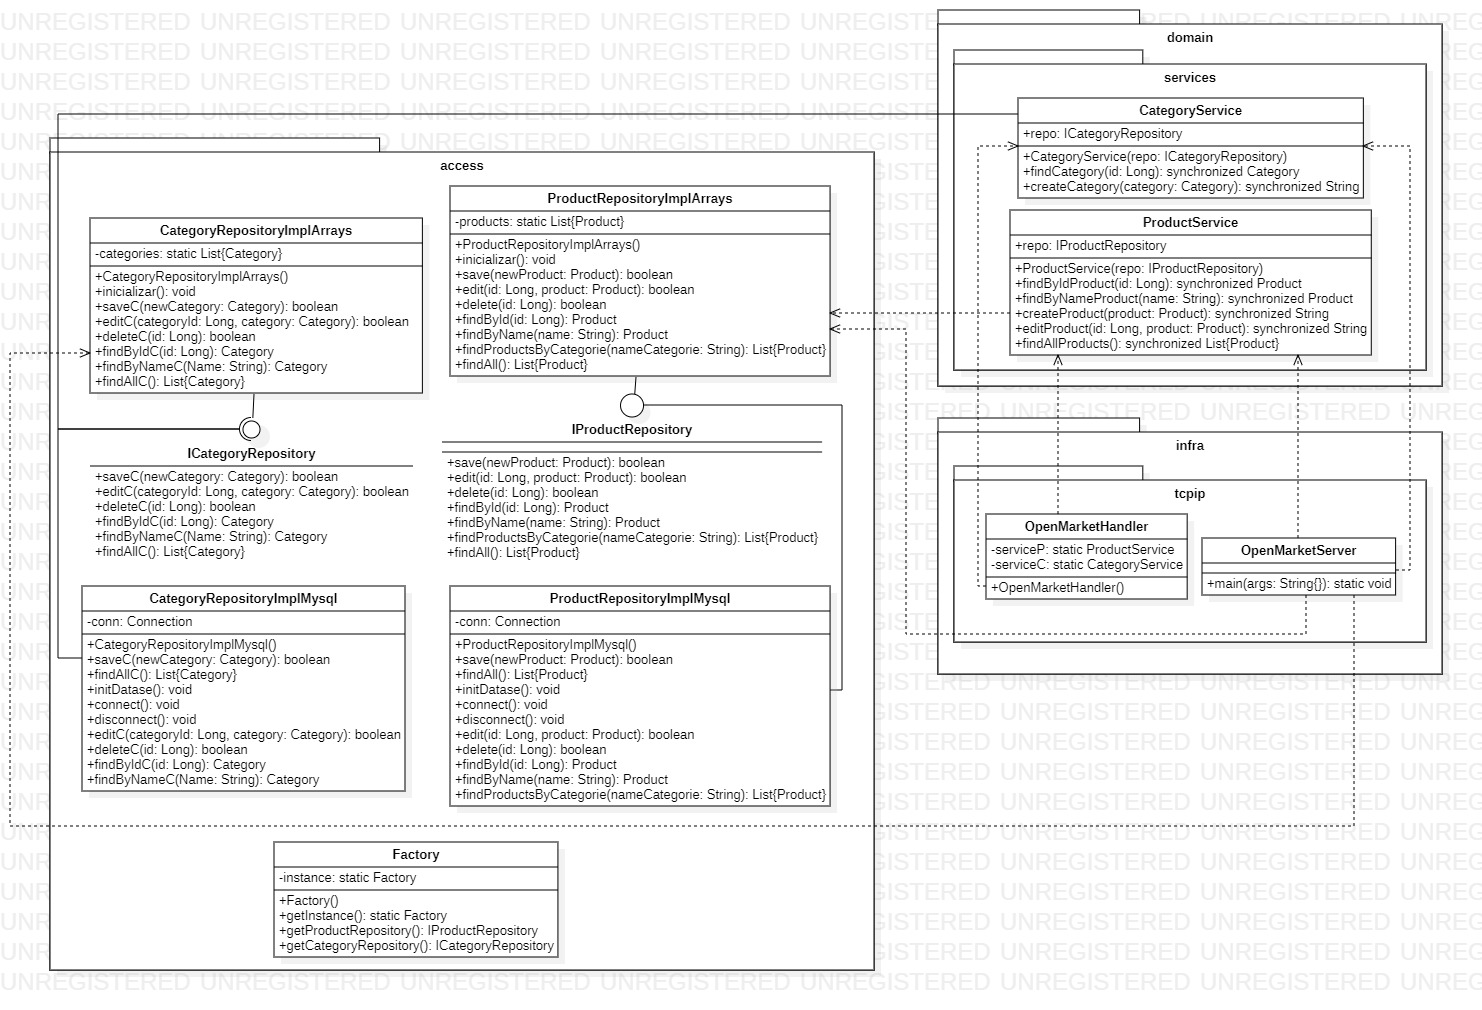 domain
services
CategoryService
+repo: ICategoryRepository
+CategoryService(repo: ICategoryRepository)
+findCategory(id: Long): synchronized Category
+createCategory(category: Category): synchronized String
ProductService
+repo: IProductRepository
+ProductService(repo: IProductRepository)
+findByIdProduct(id: Long): synchronized Product
+findByNameProduct(name: String): synchronized Product
+createProduct(product: Product): synchronized String
+editProduct(id: Long, product: Product): synchronized String
+findAllProducts(): synchronized List{Product}
access
CategoryRepositoryImplArrays
-categories: static List{Category}
+CategoryRepositoryImplArrays()
+inicializar(): void
+saveC(newCategory: Category): boolean
+editC(categoryId: Long, category: Category): boolean
+deleteC(id: Long): boolean
+findByIdC(id: Long): Category
+findByNameC(Name: String): Category
+findAllC(): List{Category}
ProductRepositoryImplArrays
-products: static List{Product}
+ProductRepositoryImplArrays()
+inicializar(): void
+save(newProduct: Product): boolean
+edit(id: Long, product: Product): boolean
+delete(id: Long): boolean
+findById(id: Long): Product
+findByName(name: String): Product
+findProductsByCategorie(nameCategorie: String): List{Product}
+findAll(): List{Product}
ICategoryRepository
+saveC(newCategory: Category): boolean
+editC(categoryId: Long, category: Category): boolean
+deleteC(id: Long): boolean
+findByIdC(id: Long): Category
+findByNameC(Name: String): Category
+findAllC(): List{Category}
IProductRepository
+save(newProduct: Product): boolean
+edit(id: Long, product: Product): boolean
+delete(id: Long): boolean
+findById(id: Long): Product
+findByName(name: String): Product
+findProductsByCategorie(nameCategorie: String): List{Product}
+findAll(): List{Product}
CategoryRepositoryImplMysql
-conn: Connection
+CategoryRepositoryImplMysql()
+saveC(newCategory: Category): boolean
+findAllC(): List{Category}
+initDatase(): void
+connect(): void
+disconnect(): void
+editC(categoryId: Long, category: Category): boolean
+deleteC(id: Long): boolean
+findByIdC(id: Long): Category
+findByNameC(Name: String): Category
ProductRepositoryImplMysql
-conn: Connection
+ProductRepositoryImplMysql()
+save(newProduct: Product): boolean
+findAll(): List{Product}
+initDatase(): void
+connect(): void
+disconnect(): void
+edit(id: Long, product: Product): boolean
+delete(id: Long): boolean
+findById(id: Long): Product
+findByName(name: String): Product
+findProductsByCategorie(nameCategorie: String): List{Product}
Factory
-instance: static Factory
+Factory()
+getInstance(): static Factory
+getProductRepository(): IProductRepository
+getCategoryRepository(): ICategoryRepository
infra
tcpip
OpenMarketHandler
-serviceP: static ProductService
-serviceC: static CategoryService
+OpenMarketHandler()
OpenMarketServer
+main(args: String{}): static void
UNREGISTERED